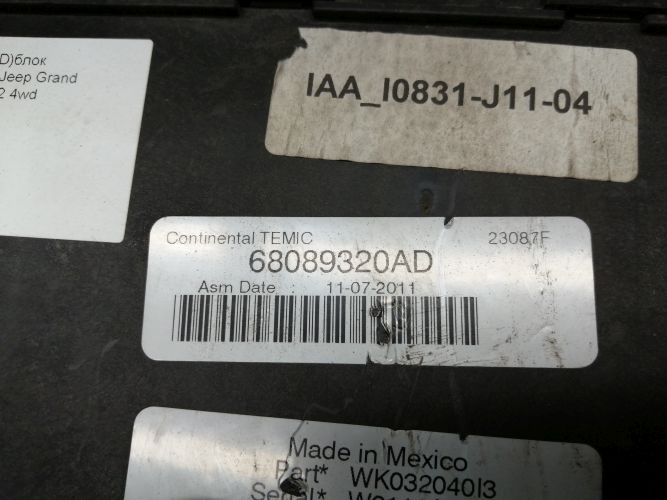 D)блок
Jeep Grand
2 4wd
IAA_I0831-J11-04
Continental TEMIC 23087F
68089320AD
Asm Date : 11-07-2011
Made in Mexico
Part* WK032040I3
Serial*